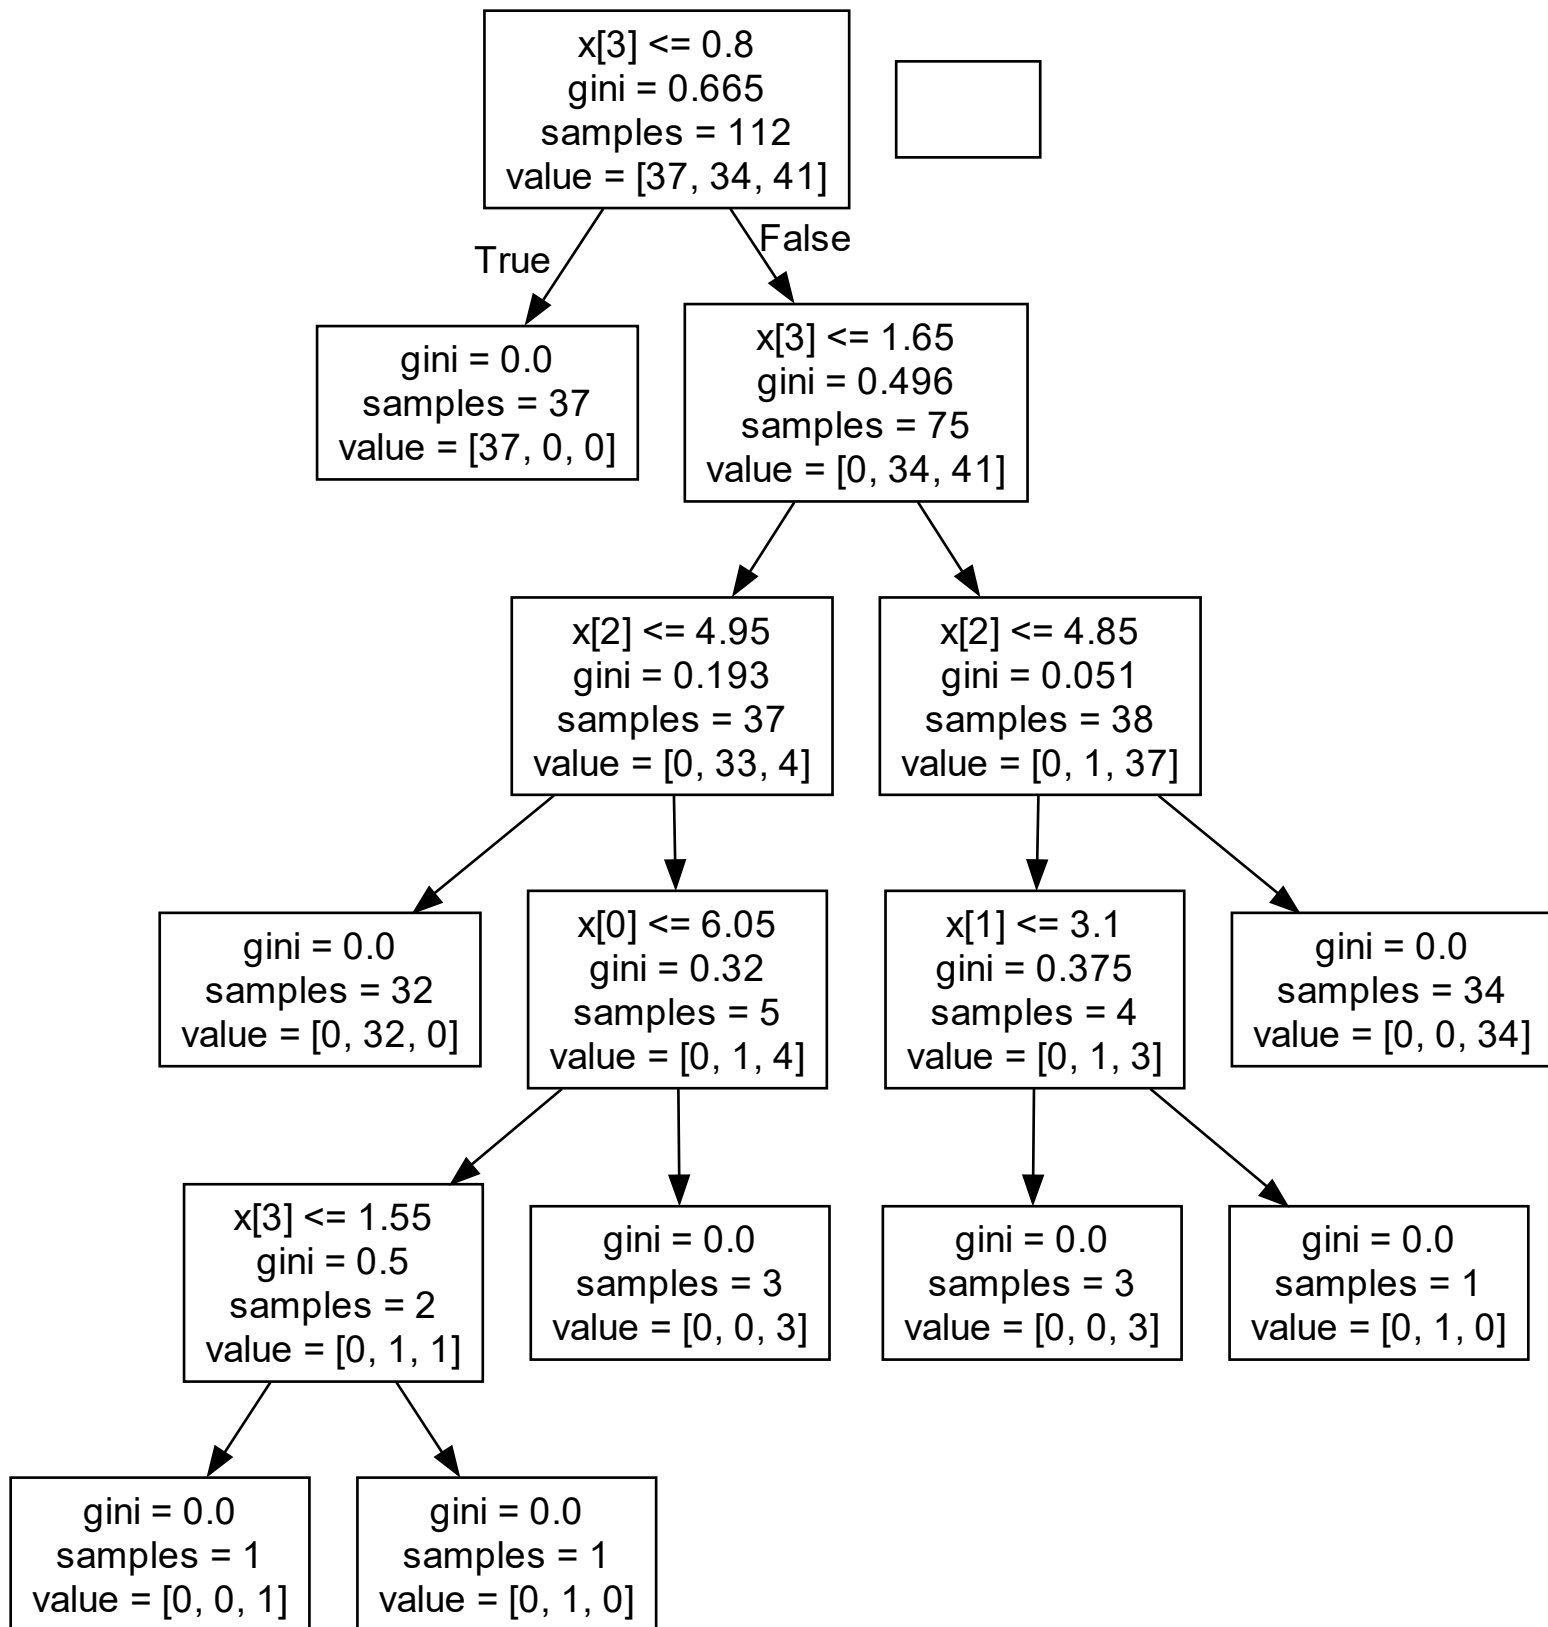 x[3] <= 0.8
gini = 0.665
samples = 112
value = [37, 34, 41]
True
False
gini = 0.0
samples = 37
value = [37, 0, 0]
x[3] <= 1.65
gini = 0.496
samples = 75
value = [0, 34, 41]
x[2] <= 4.95
gini = 0.193
samples = 37
value = [0, 33, 4]
x[2] <= 4.85
gini = 0.051
samples = 38
value = [0, 1, 37]
gini = 0.0
samples = 32
value = [0, 32, 0]
x[0] <= 6.05
gini = 0.32
samples = 5
value = [0, 1, 4]
x[1] <= 3.1
gini = 0.375
samples = 4
value = [0, 1, 3]
gini = 0.0
samples = 34
value = [0, 0, 34]
x[3] <= 1.55
gini = 0.5
samples = 2
value = [0, 1, 1]
gini = 0.0
samples = 3
value = [0, 0, 3]
gini = 0.0
samples = 3
value = [0, 0, 3]
gini = 0.0
samples = 1
value = [0, 1, 0]
gini = 0.0
samples = 1
value = [0, 0, 1]
gini = 0.0
samples = 1
value = [0, 1, 0]